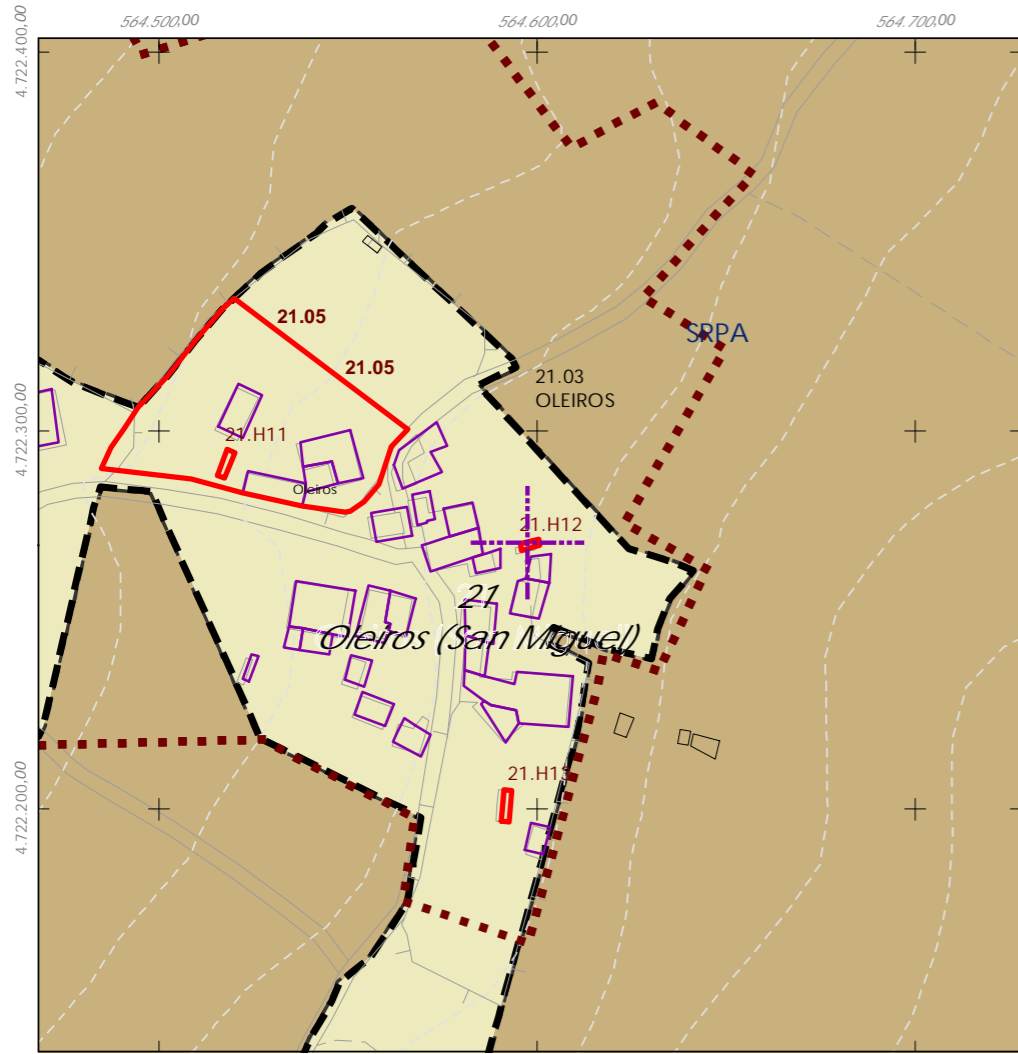 564.500,00
564.600,00
564.700,00
4.722.400,00
4.722.300,00
4.722.200,00
21.05
21.05
SRPA
21.03
OLEIROS
21.H11
Oleiros
21.H12
21
Oleiros (San Miguel)